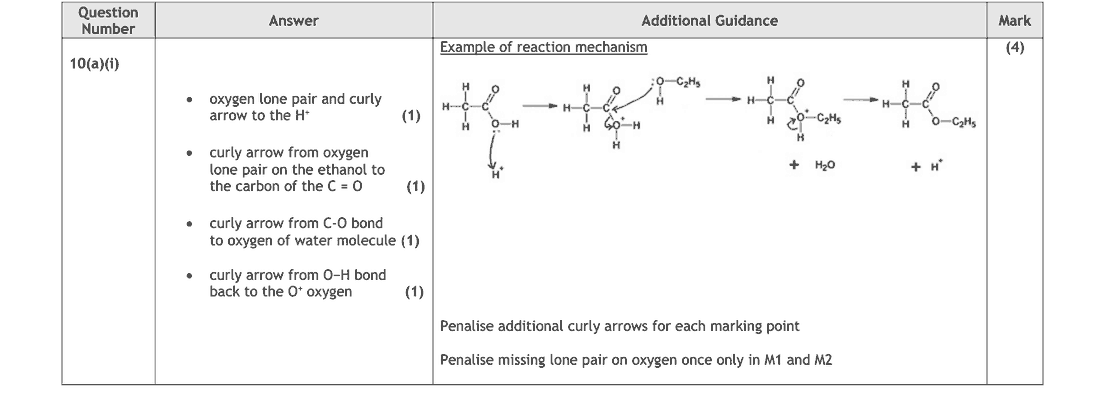 Question
Number
Answer
Additional Guidance
Mark
10(a)(i)
• oxygen lone pair and curly
arrow to the H⁺ (1)
• curly arrow from oxygen
lone pair on the ethanol to
the carbon of the C = O (1)
• curly arrow from C-O bond
to oxygen of water molecule (1)
• curly arrow from O–H bond
back to the O⁺ oxygen (1)
Example of reaction mechanism
H H C C O H O H H⁺
H H C C O H O⁺ H H
:O C₂H₅ H
H H C C O H O⁺ C₂H₅ H
+ H₂O
H H C C O H O C₂H₅
+ H⁺
Penalise additional curly arrows for each marking point
Penalise missing lone pair on oxygen once only in M1 and M2
(4)